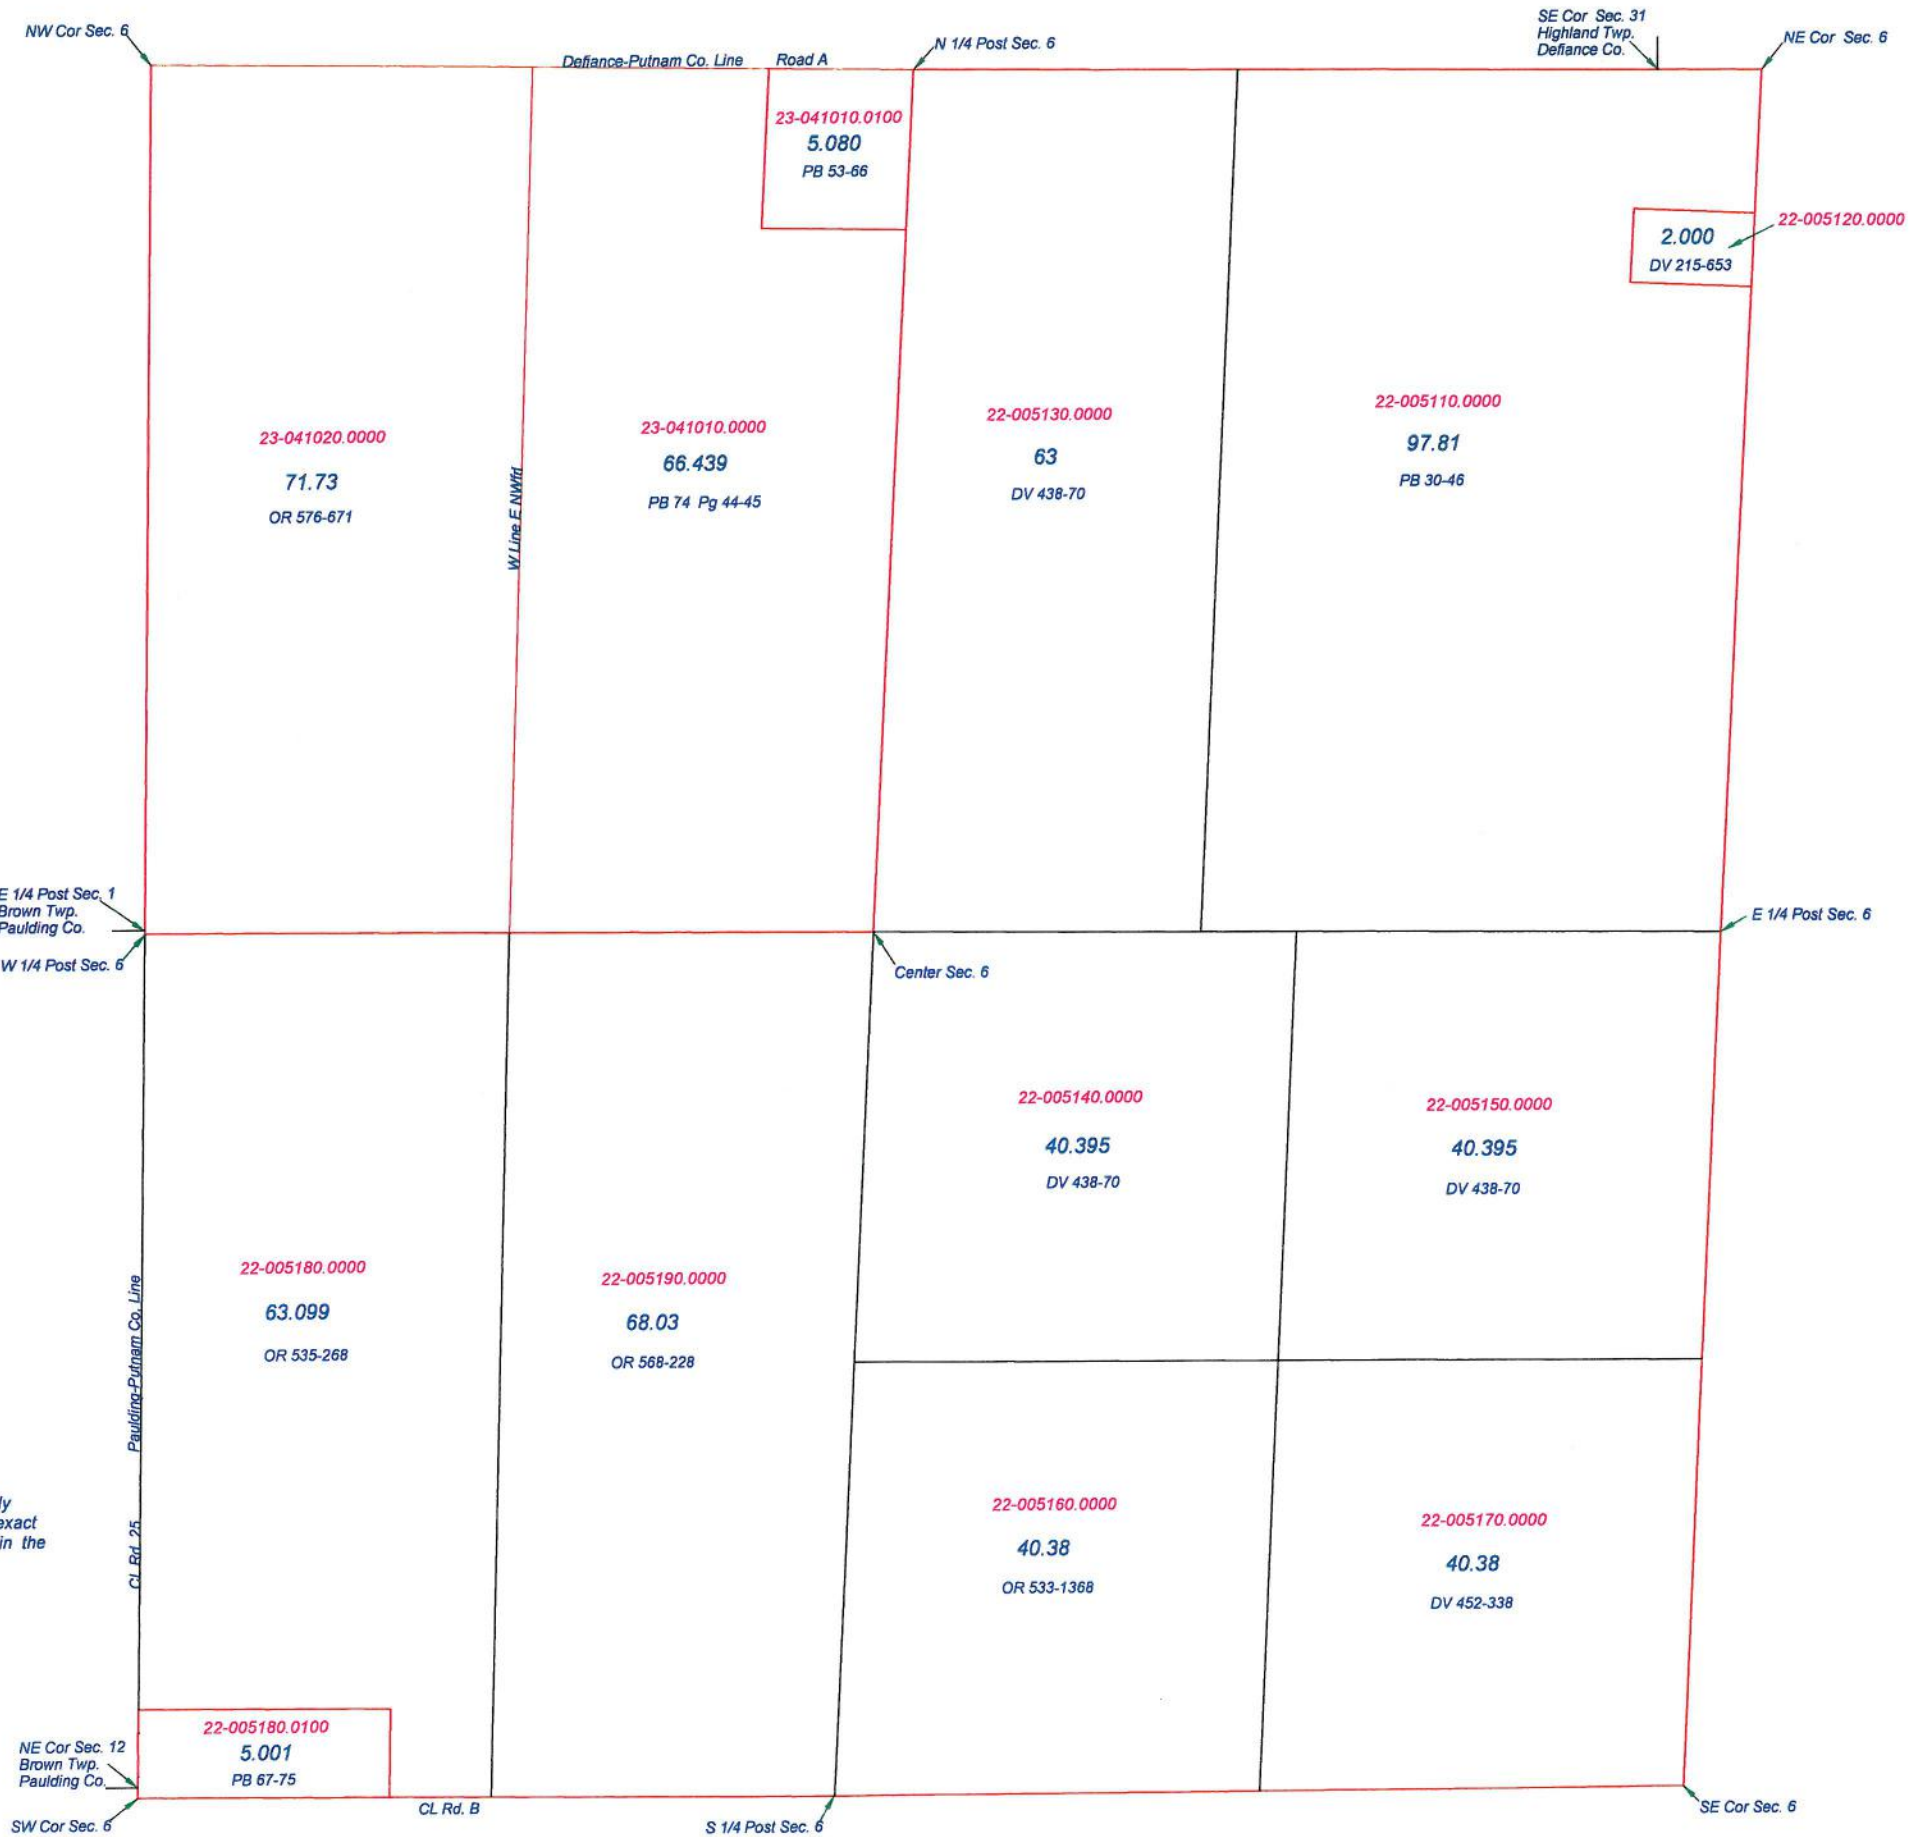 NW Cor Sec. 6
Defiance-Putnam Co. Line
Road A
N 1/4 Post Sec. 6
SE Cor Sec. 31
Highland Twp.
Defiance Co.
NE Cor Sec. 6
23-041010.0100
5.080
PB 53-66
22-005120.0000
2.000
DV 215-653
23-041020.0000
71.73
OR 576-671
W Line E NWfrl
23-041010.0000
66.439
PB 74 Pg 44-45
22-005130.0000
63
DV 438-70
22-005110.0000
97.81
PB 30-46
E 1/4 Post Sec. 1
Brown Twp.
Paulding Co.
W 1/4 Post Sec. 6
Center Sec. 6
E 1/4 Post Sec. 6
22-005140.0000
40.395
DV 438-70
22-005150.0000
40.395
DV 438-70
22-005180.0000
63.099
OR 535-268
22-005190.0000
68.03
OR 568-228
Paulding-Putnam Co. Line
CL Rd. 25
ly
exact
in the
22-005160.0000
40.38
OR 533-1368
22-005170.0000
40.38
DV 452-338
22-005180.0100
5.001
PB 67-75
NE Cor Sec. 12
Brown Twp.
Paulding Co.
SW Cor Sec. 6
CL Rd. B
S 1/4 Post Sec. 6
SE Cor Sec. 6